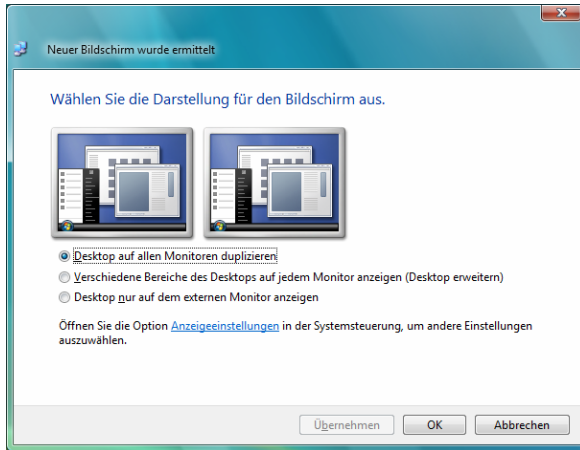 Neuer Bildschirm wurde ermittelt
Wählen Sie die Darstellung für den Bildschirm aus.
Desktop auf allen Monitoren duplizieren
Verschiedene Bereiche des Desktops auf jedem Monitor anzeigen (Desktop erweitern)
Desktop nur auf dem externen Monitor anzeigen
Öffnen Sie die Option Anzeigeeinstellungen in der Systemsteuerung, um andere Einstellungen
auszuwählen.
Übernehmen OK Abbrechen